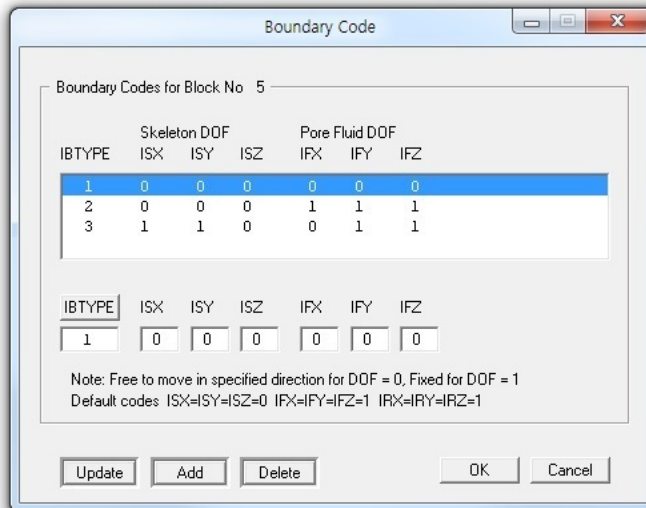 Boundary Code
Boundary Codes for Block No 5
Skeleton DOF Pore Fluid DOF
IBTYPE ISX ISY ISZ IFX IFY IFZ
1 0 0 0 0 0 0
2 0 0 0 1 1 1
3 1 1 0 0 1 1
IBTYPE ISX ISY ISZ IFX IFY IFZ
1 0 0 0 0 0 0
Note: Free to move in specified direction for DOF = 0, Fixed for DOF = 1
Default codes ISX=ISY=ISZ=0 IFX=IFY=IFZ=1 IRX=IRY=IRZ=1
Update Add Delete OK Cancel